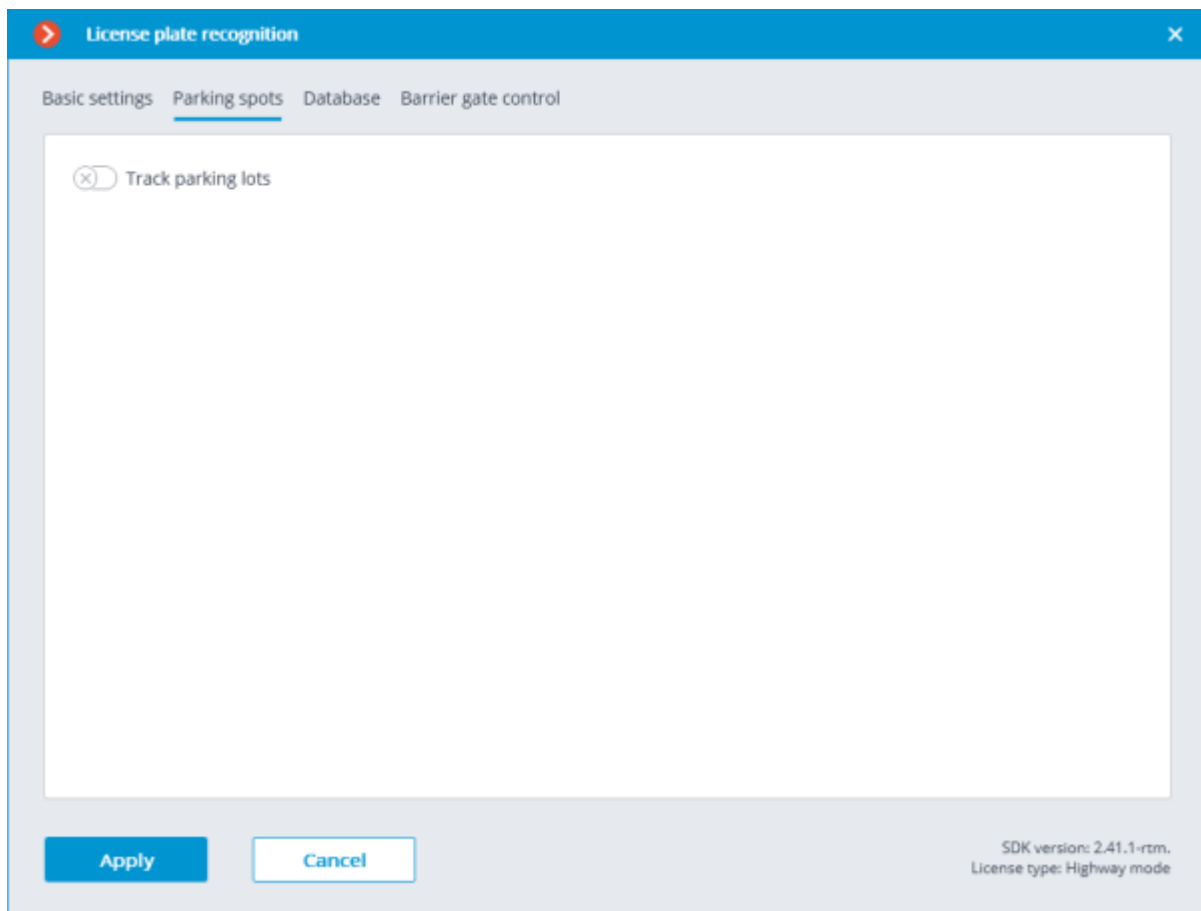 License plate recognition
Basic settings Parking spots Database Barrier gate control
Track parking lots
Apply Cancel
SDK version: 2.41.1-rtm.
License type: Highway mode